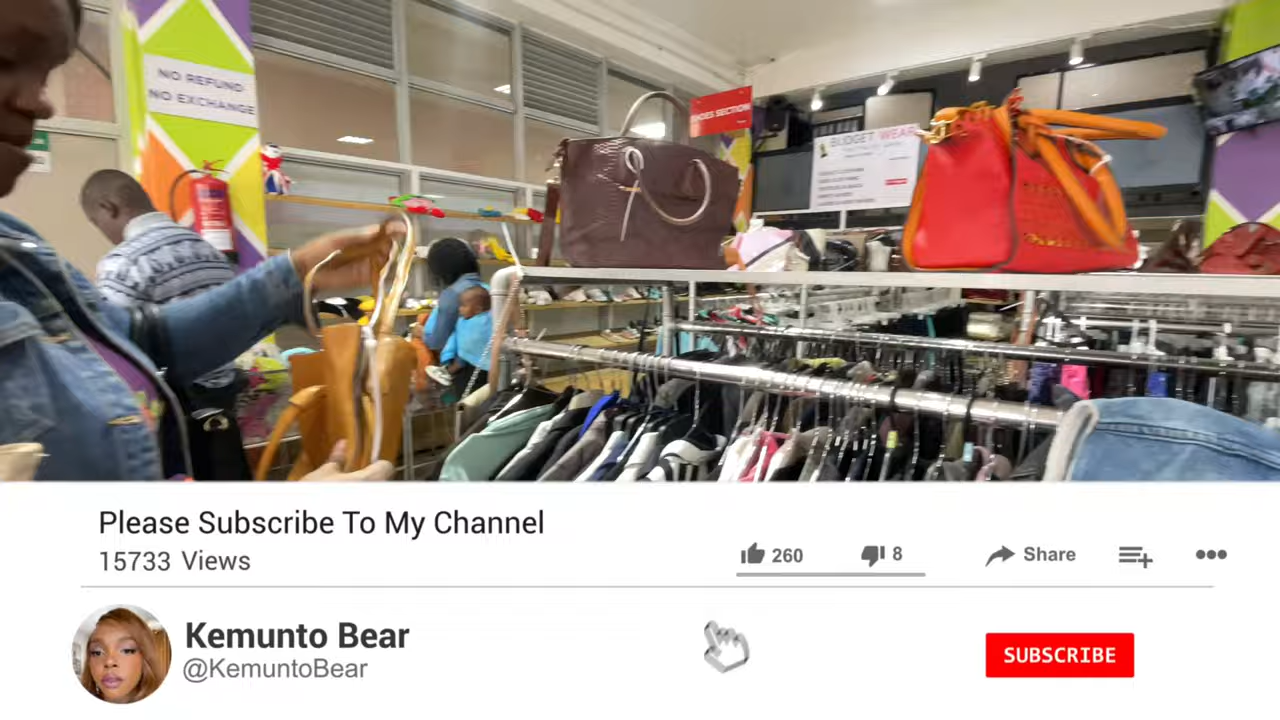 NO REFUND
NO EXCHANGE
SHOES SECTION
BUDGET WEAR
Please Subscribe To My Channel
15733 Views
260
8
Share
Kemunto Bear
@KemuntoBear
SUBSCRIBE